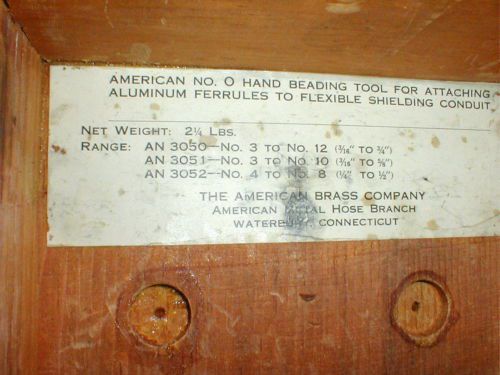 AMERICAN NO. 0 HAND BEADING TOOL FOR ATTACHING
ALUMINUM FERRULES TO FLEXIBLE SHIELDING CONDUIT
NET WEIGHT: 2¼ LBS.
RANGE: AN 3050—NO. 3 TO NO. 12 (3/16" TO ¾")
AN 3051—NO. 3 TO NO. 10 (3/16" TO ⅝")
AN 3052—NO. 4 TO NO. 8 (¼" TO ½")
THE AMERICAN BRASS COMPANY
AMERICAN METAL HOSE BRANCH
WATERBURY, CONNECTICUT